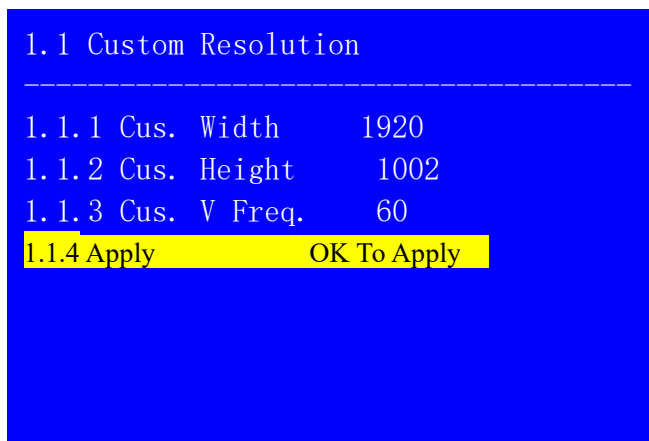 1.1 Custom Resolution
---------------------------------------
1.1.1 Cus. Width 1920
1.1.2 Cus. Height 1002
1.1.3 Cus. V Freq. 60
1.1.4 Apply OK To Apply